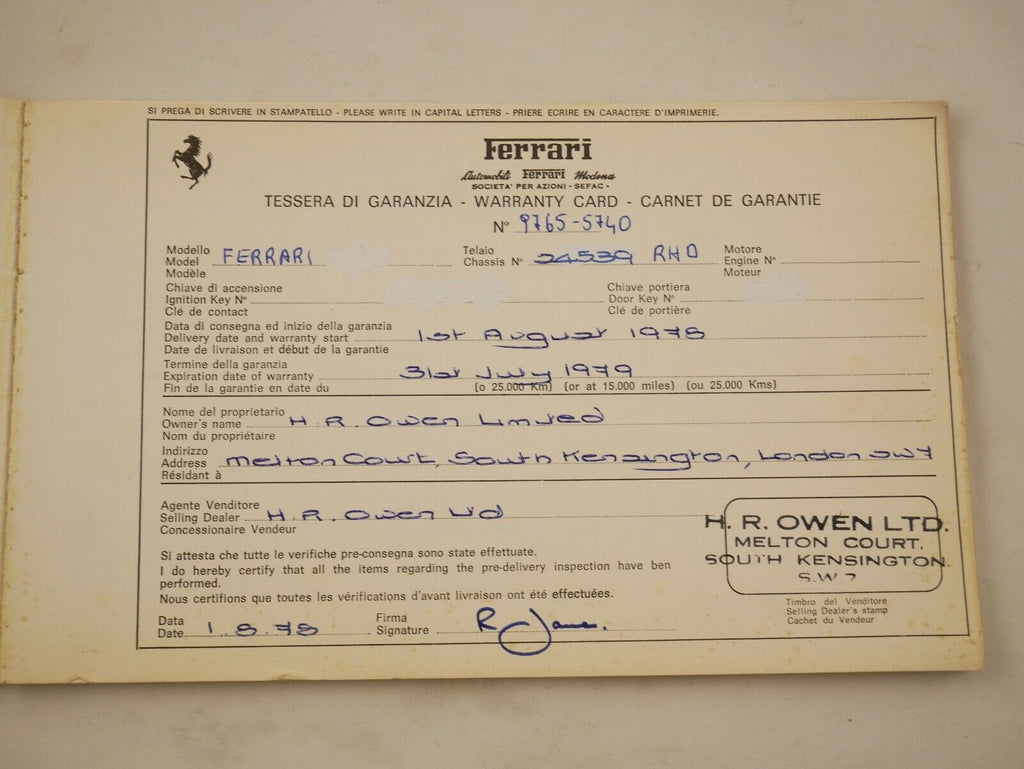 SI PREGA DI SCRIVERE IN STAMPATELLO - PLEASE WRITE IN CAPITAL LETTERS - PRIERE ECRIRE EN CARACTERE D'IMPRIMERIE.
Ferrari
Automobili Ferrari Modena
SOCIETA' PER AZIONI - SEFAC -
TESSERA DI GARANZIA - WARRANTY CARD - CARNET DE GARANTIE
N° 9765-5740
Modello
Model FERRARI
Modèle
Telaio
Chassis N° 24539 RHD
Motore
Engine N°
Moteur
Chiave di accensione
Ignition Key N°
Clé de contact
Chiave portiera
Door Key N°
Clé de portière
Data di consegna ed inizio della garanzia
Delivery date and warranty start 1st August 1978
Date de livraison et début de la garantie
Termine della garanzia
Expiration date of warranty 31st July 1979
Fin de la garantie en date du (o 25.000 Km) (or at 15.000 miles) (ou 25.000 Kms)
Nome del proprietario
Owner's name H. R. Owen Limited
Nom du propriétaire
Indirizzo
Address Melton Court, South Kensington, London SW7
Résidant à
Agente Venditore
Selling Dealer H. R. Owen Ltd
Concessionaire Vendeur
Si attesta che tutte le verifiche pre-consegna sono state effettuate.
I do hereby certify that all the items regarding the pre-delivery inspection have ben
performed.
Nous certifions que toutes les vérifications d'avant livraison ont été effectuées.
Data
Date 1.8.78
Firma
Signature
H. R. OWEN LTD.
MELTON COURT.
SOUTH KENSINGTON.
S.W 7
Timbro del Venditore
Selling Dealer's stamp
Cachet du Vendeur